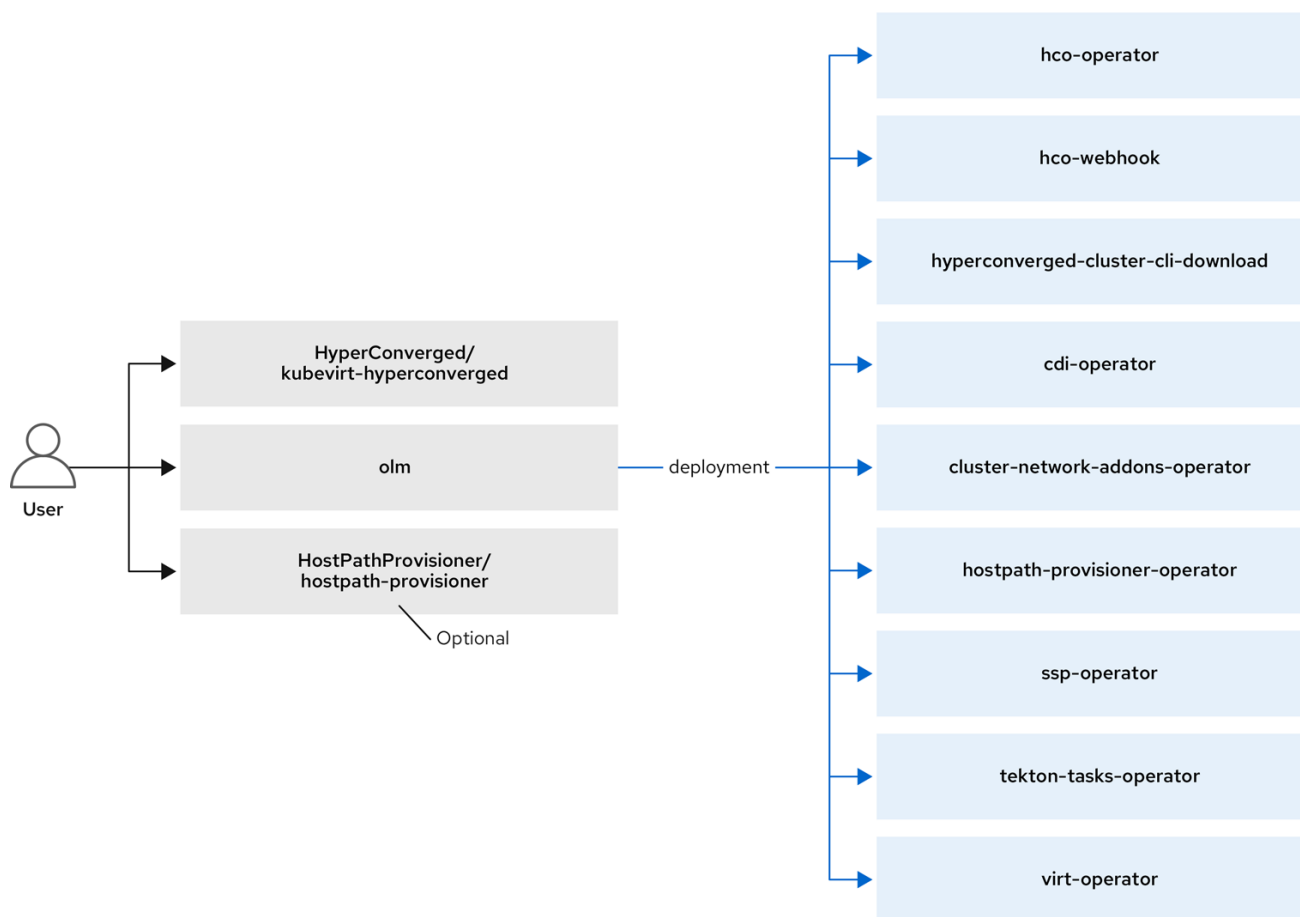 User
HyperConverged/
kubevirt-hyperconverged
olm
HostPathProvisioner/
hostpath-provisioner
Optional
deployment
hco-operator
hco-webhook
hyperconverged-cluster-cli-download
cdi-operator
cluster-network-addons-operator
hostpath-provisioner-operator
ssp-operator
tekton-tasks-operator
virt-operator